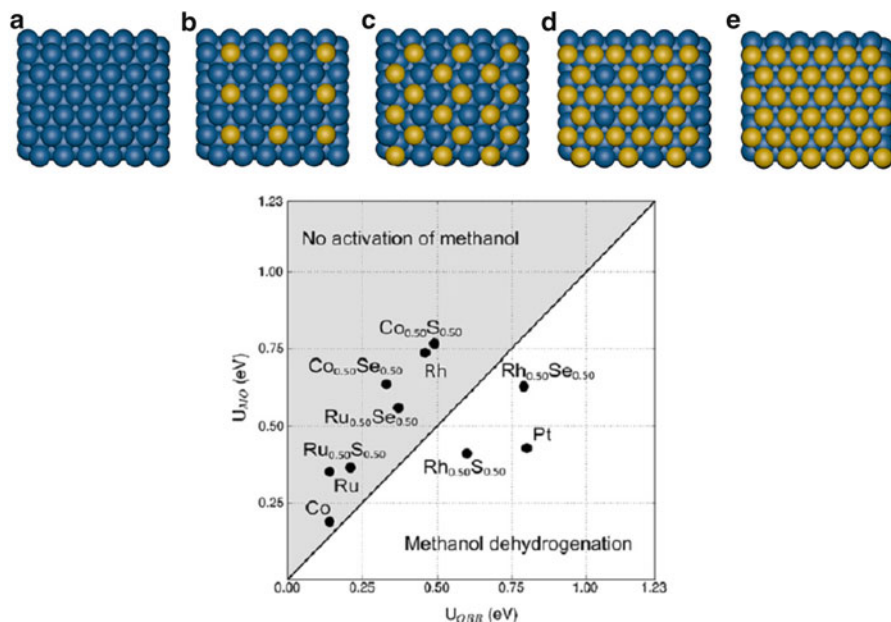 a b c d e
1.23
No activation of methanol
1.00
Co0.50S0.50
0.75
Co0.50Se0.50
Rh
Rh0.50Se0.50
UMO (eV)
Ru0.50Se0.50
0.50
Pt
Ru0.50S0.50
Rh0.50S0.50
Ru
0.25
Co
Methanol dehydrogenation
0.00 0.25 0.50 0.75 1.00 1.23
UORR (eV)